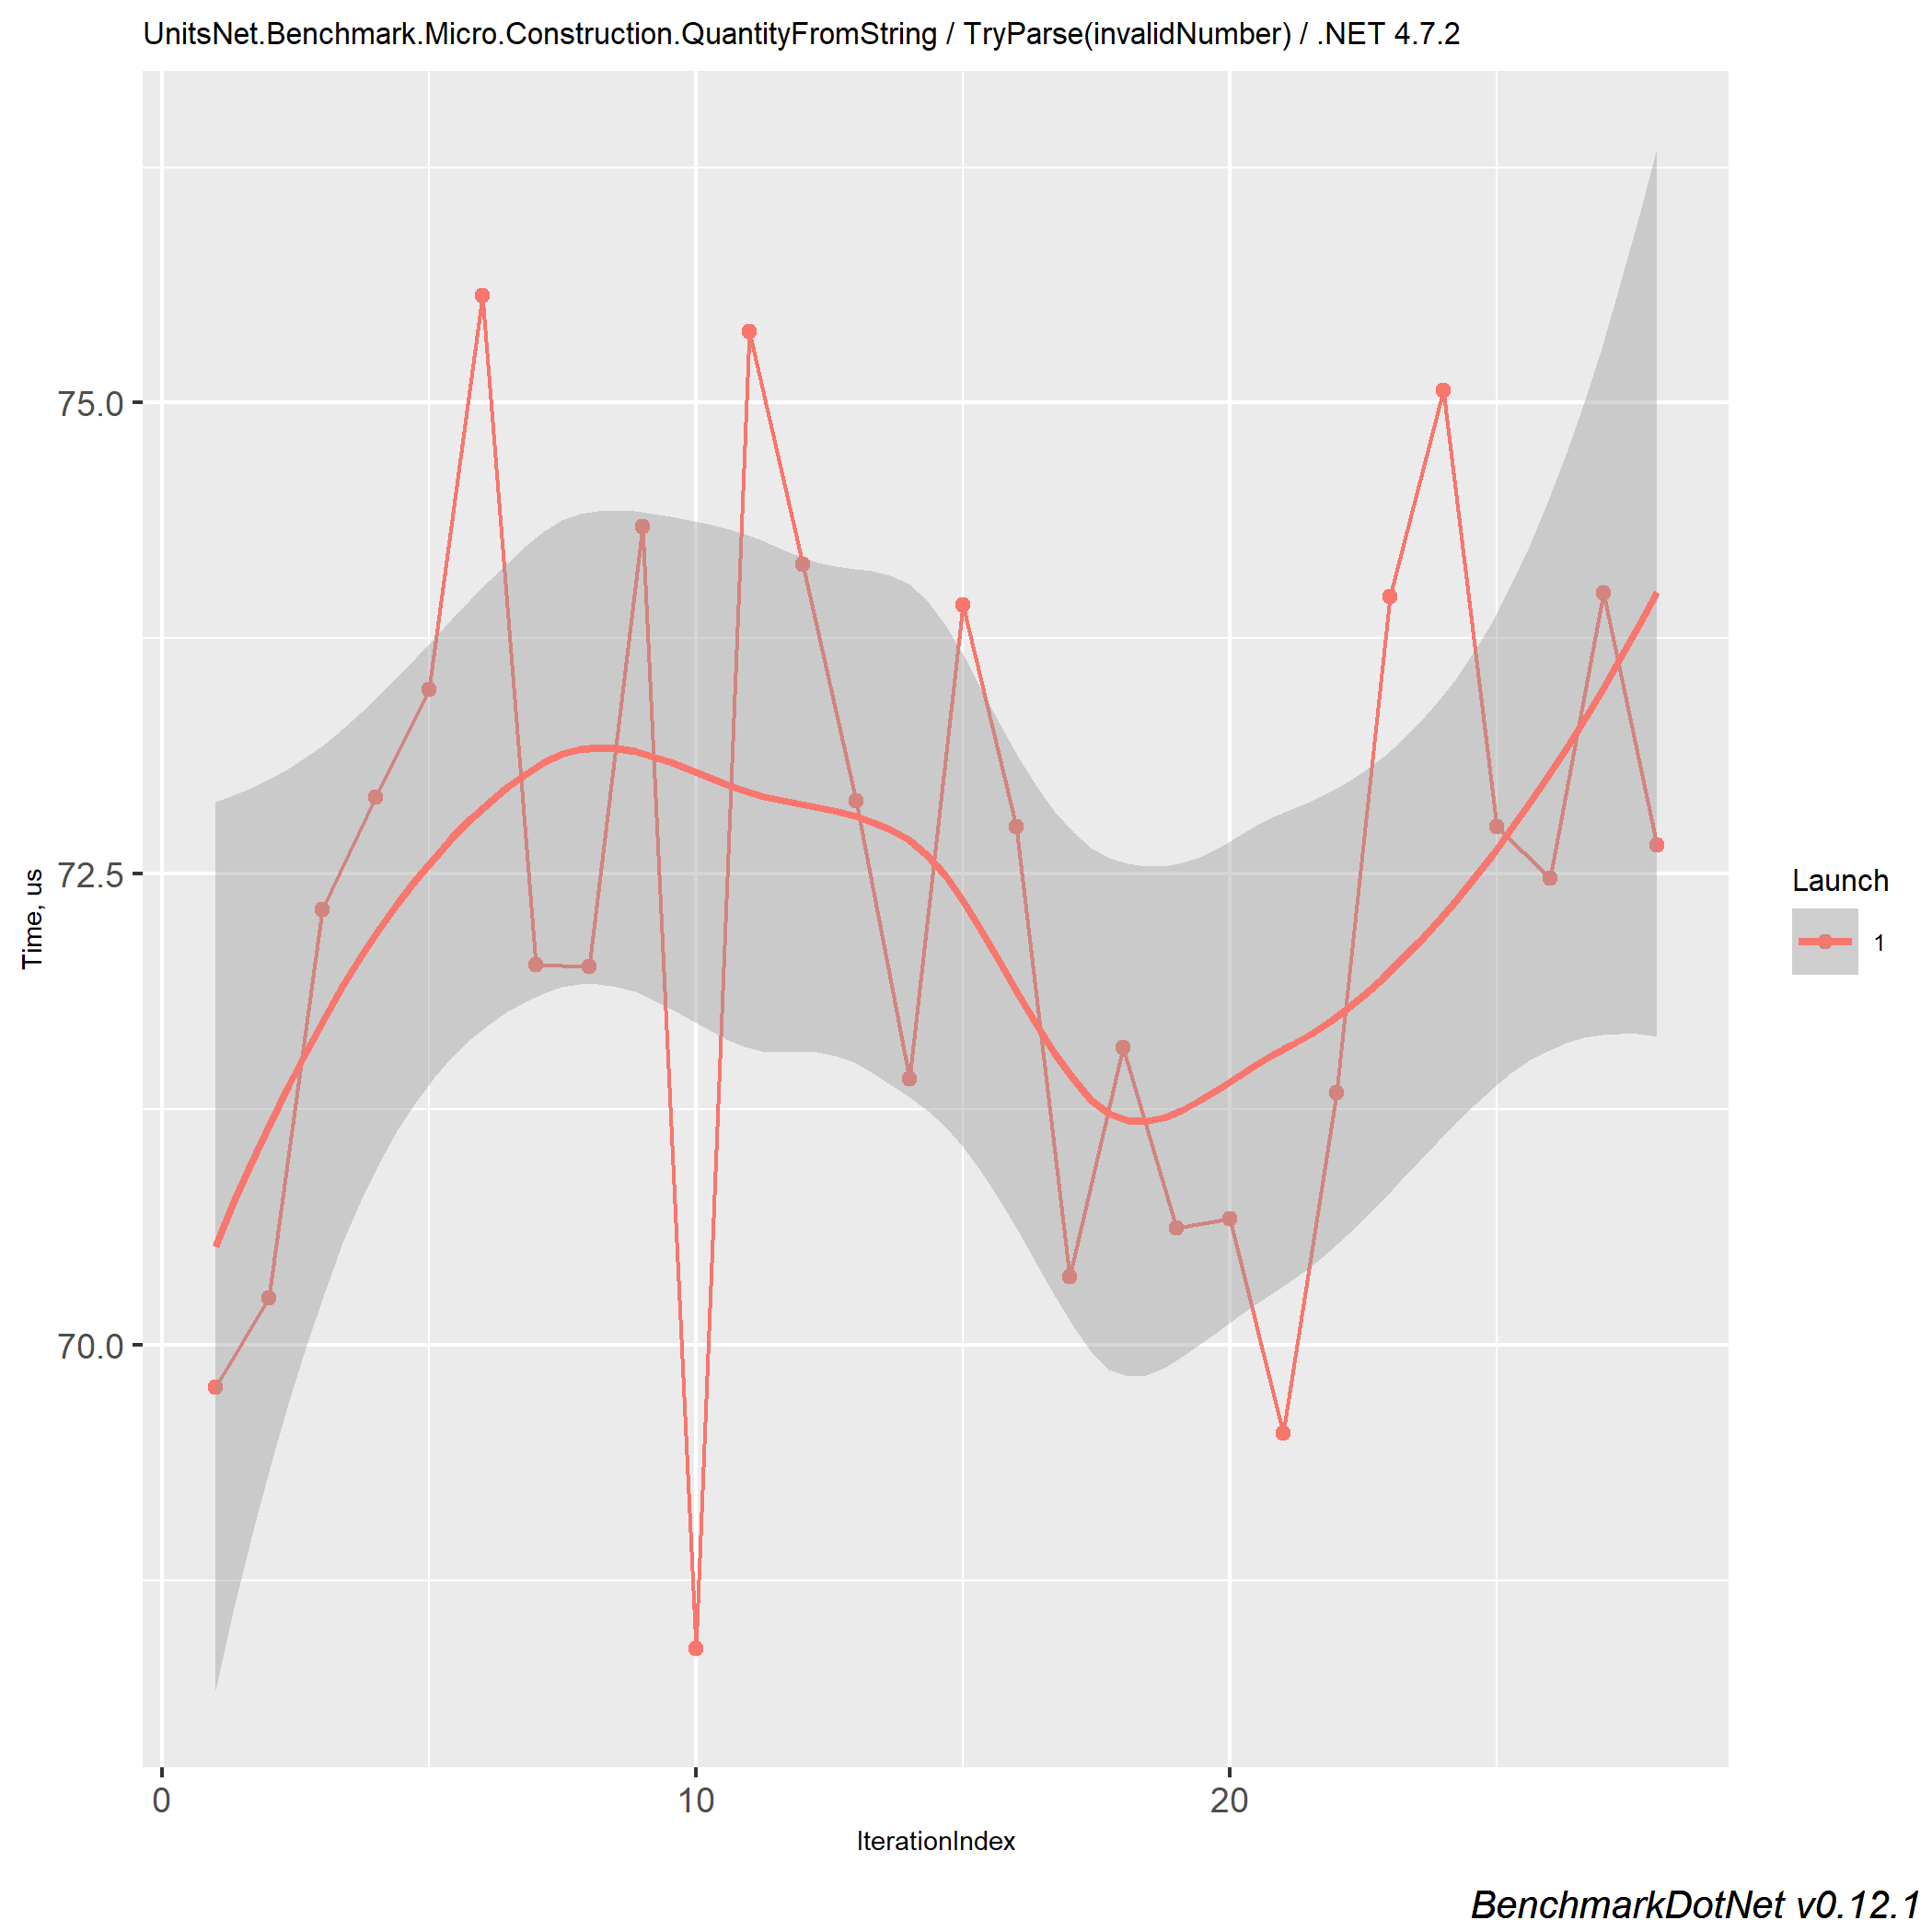 UnitsNet.Benchmark.Micro.Construction.QuantityFromString / TryParse(invalidNumber) / .NET 4.7.2
75.0
72.5
70.0
Time, us
0 10 20
IterationIndex
Launch
1
BenchmarkDotNet v0.12.1